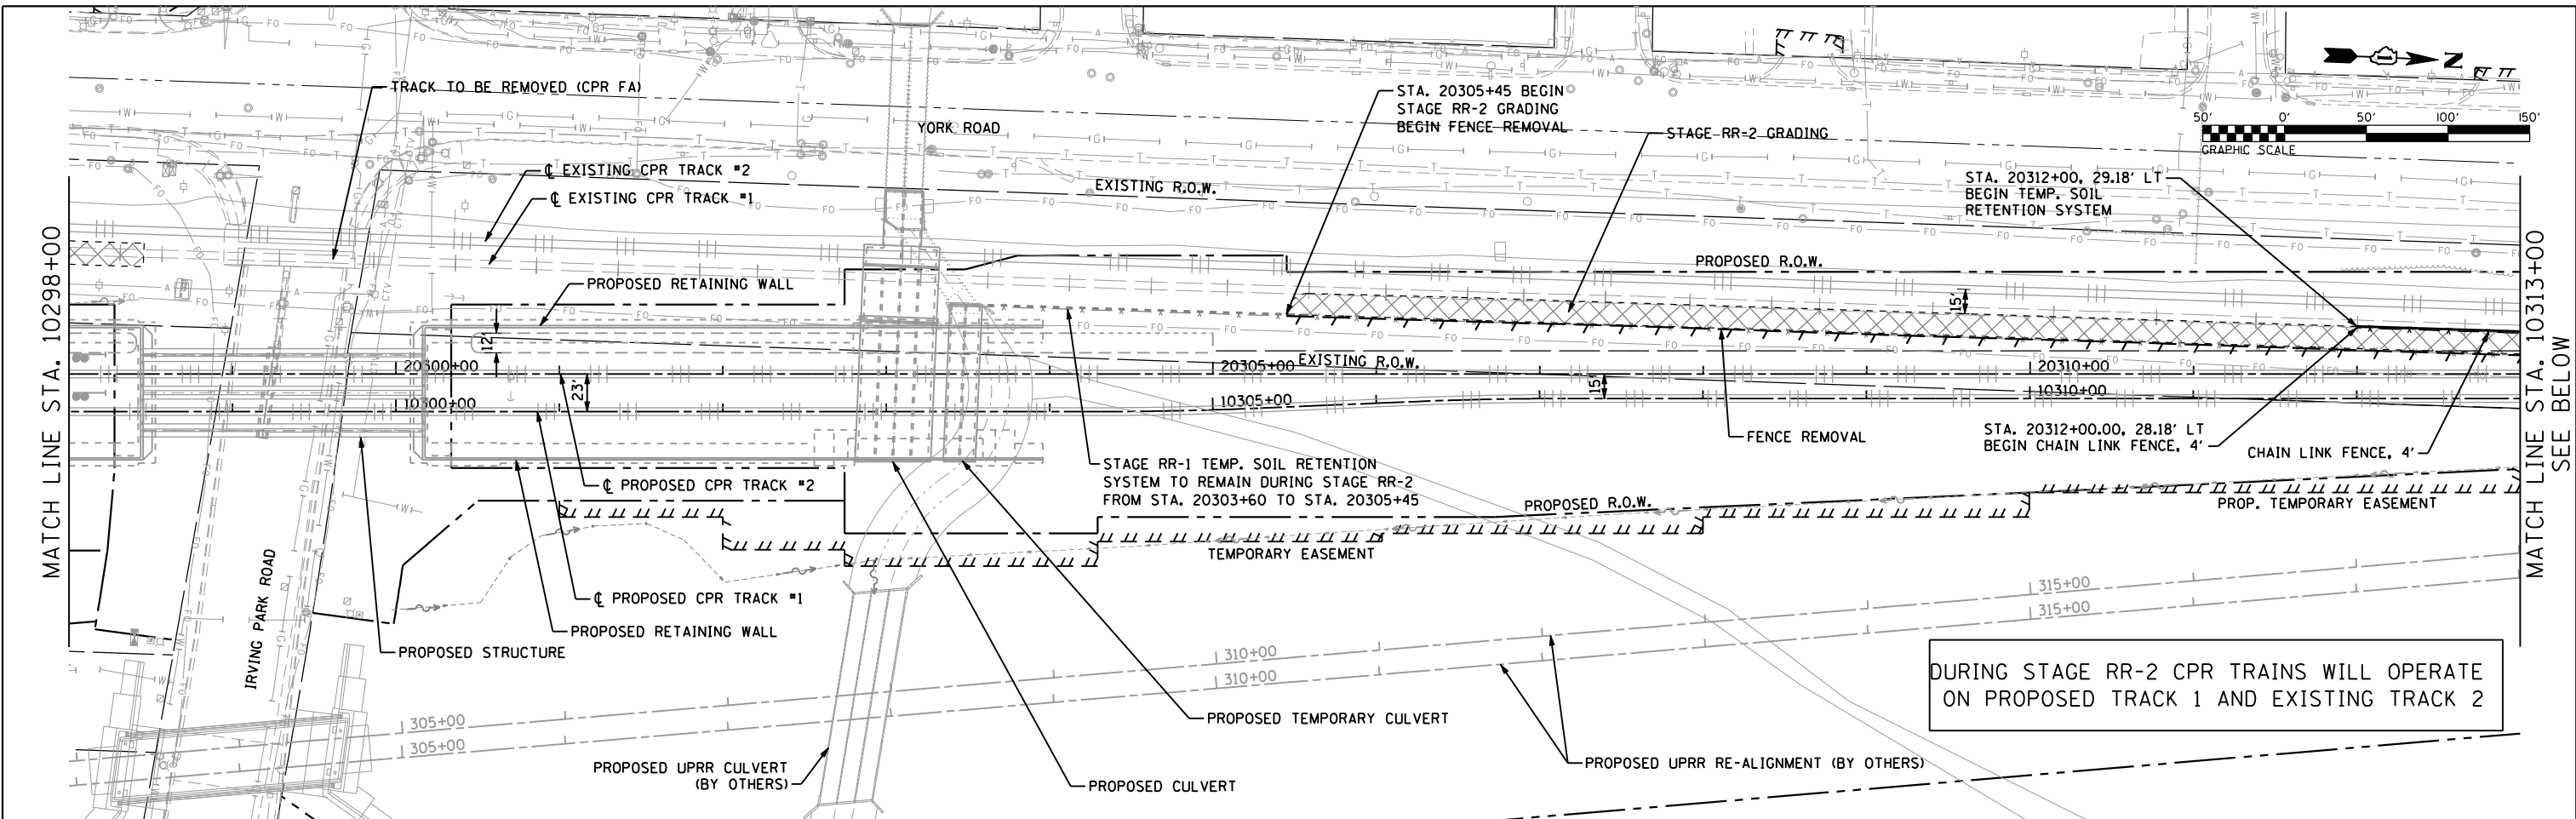 TRACK TO BE REMOVED (CPR FA)
℄ EXISTING CPR TRACK #2
℄ EXISTING CPR TRACK #1
YORK ROAD
EXISTING R.O.W.
STA. 20305+45 BEGIN
STAGE RR-2 GRADING
BEGIN FENCE REMOVAL
STAGE RR-2 GRADING
50' 0' 50' 100' 150'
GRAPHIC SCALE
N
STA. 20312+00, 29.18' LT
BEGIN TEMP. SOIL
RETENTION SYSTEM
MATCH LINE STA. 10298+00
PROPOSED RETAINING WALL
PROPOSED R.O.W.
15'
12'
20300+00
20305+00
EXISTING R.O.W.
20310+00
23'
15'
10300+00
10305+00
10310+00
MATCH LINE STA. 10313+00
SEE BELOW
FENCE REMOVAL
STA. 20312+00.00, 28.18' LT
BEGIN CHAIN LINK FENCE, 4'
CHAIN LINK FENCE, 4'
STAGE RR-1 TEMP. SOIL RETENTION
SYSTEM TO REMAIN DURING STAGE RR-2
FROM STA. 20303+60 TO STA. 20305+45
℄ PROPOSED CPR TRACK #2
PROPOSED R.O.W.
PROP. TEMPORARY EASEMENT
TEMPORARY EASEMENT
IRVING PARK ROAD
℄ PROPOSED CPR TRACK #1
PROPOSED RETAINING WALL
PROPOSED STRUCTURE
315+00
315+00
310+00
310+00
305+00
305+00
DURING STAGE RR-2 CPR TRAINS WILL OPERATE
ON PROPOSED TRACK 1 AND EXISTING TRACK 2
PROPOSED TEMPORARY CULVERT
PROPOSED UPRR CULVERT
(BY OTHERS)
PROPOSED CULVERT
PROPOSED UPRR RE-ALIGNMENT (BY OTHERS)